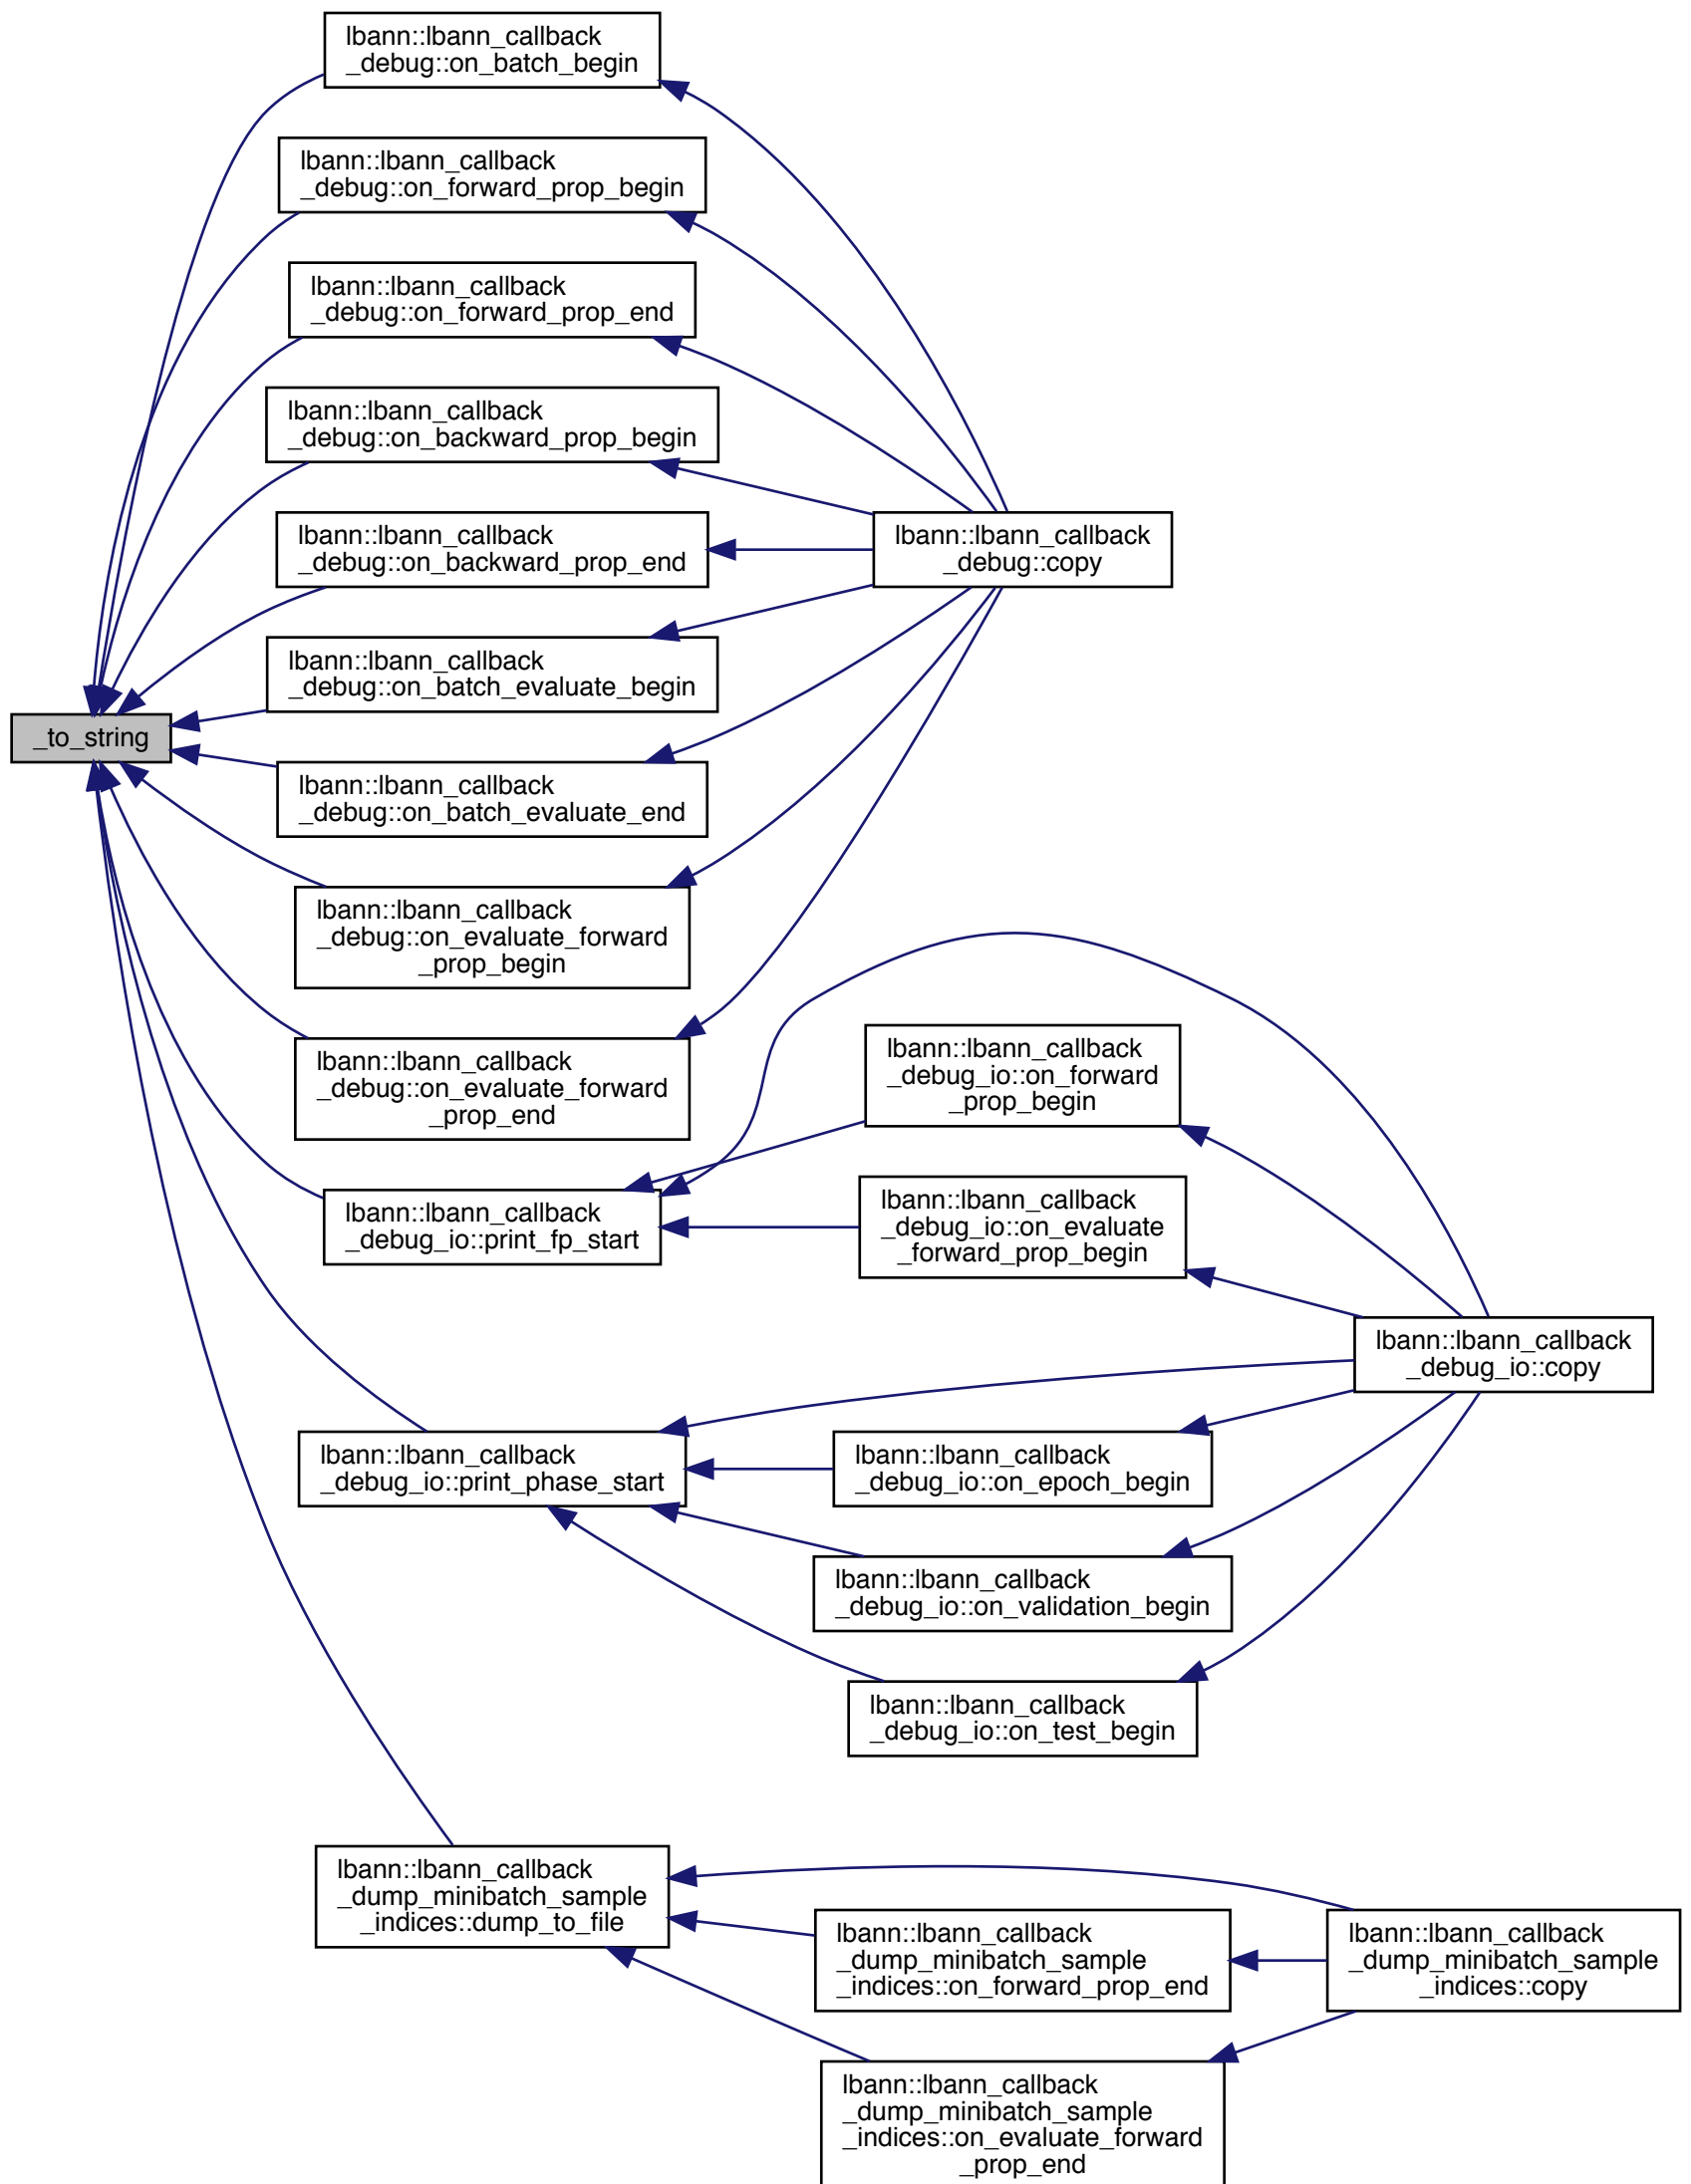 lbann::lbann_callback
_debug::on_batch_begin
lbann::lbann_callback
_debug::on_forward_prop_begin
lbann::lbann_callback
_debug::on_forward_prop_end
lbann::lbann_callback
_debug::on_backward_prop_begin
lbann::lbann_callback
_debug::on_backward_prop_end
lbann::lbann_callback
_debug::copy
lbann::lbann_callback
_debug::on_batch_evaluate_begin
_to_string
lbann::lbann_callback
_debug::on_batch_evaluate_end
lbann::lbann_callback
_debug::on_evaluate_forward
_prop_begin
lbann::lbann_callback
_debug::on_evaluate_forward
_prop_end
lbann::lbann_callback
_debug_io::on_forward
_prop_begin
lbann::lbann_callback
_debug_io::print_fp_start
lbann::lbann_callback
_debug_io::on_evaluate
_forward_prop_begin
lbann::lbann_callback
_debug_io::copy
lbann::lbann_callback
_debug_io::print_phase_start
lbann::lbann_callback
_debug_io::on_epoch_begin
lbann::lbann_callback
_debug_io::on_validation_begin
lbann::lbann_callback
_debug_io::on_test_begin
lbann::lbann_callback
_dump_minibatch_sample
_indices::dump_to_file
lbann::lbann_callback
_dump_minibatch_sample
_indices::on_forward_prop_end
lbann::lbann_callback
_dump_minibatch_sample
_indices::copy
lbann::lbann_callback
_dump_minibatch_sample
_indices::on_evaluate_forward
_prop_end